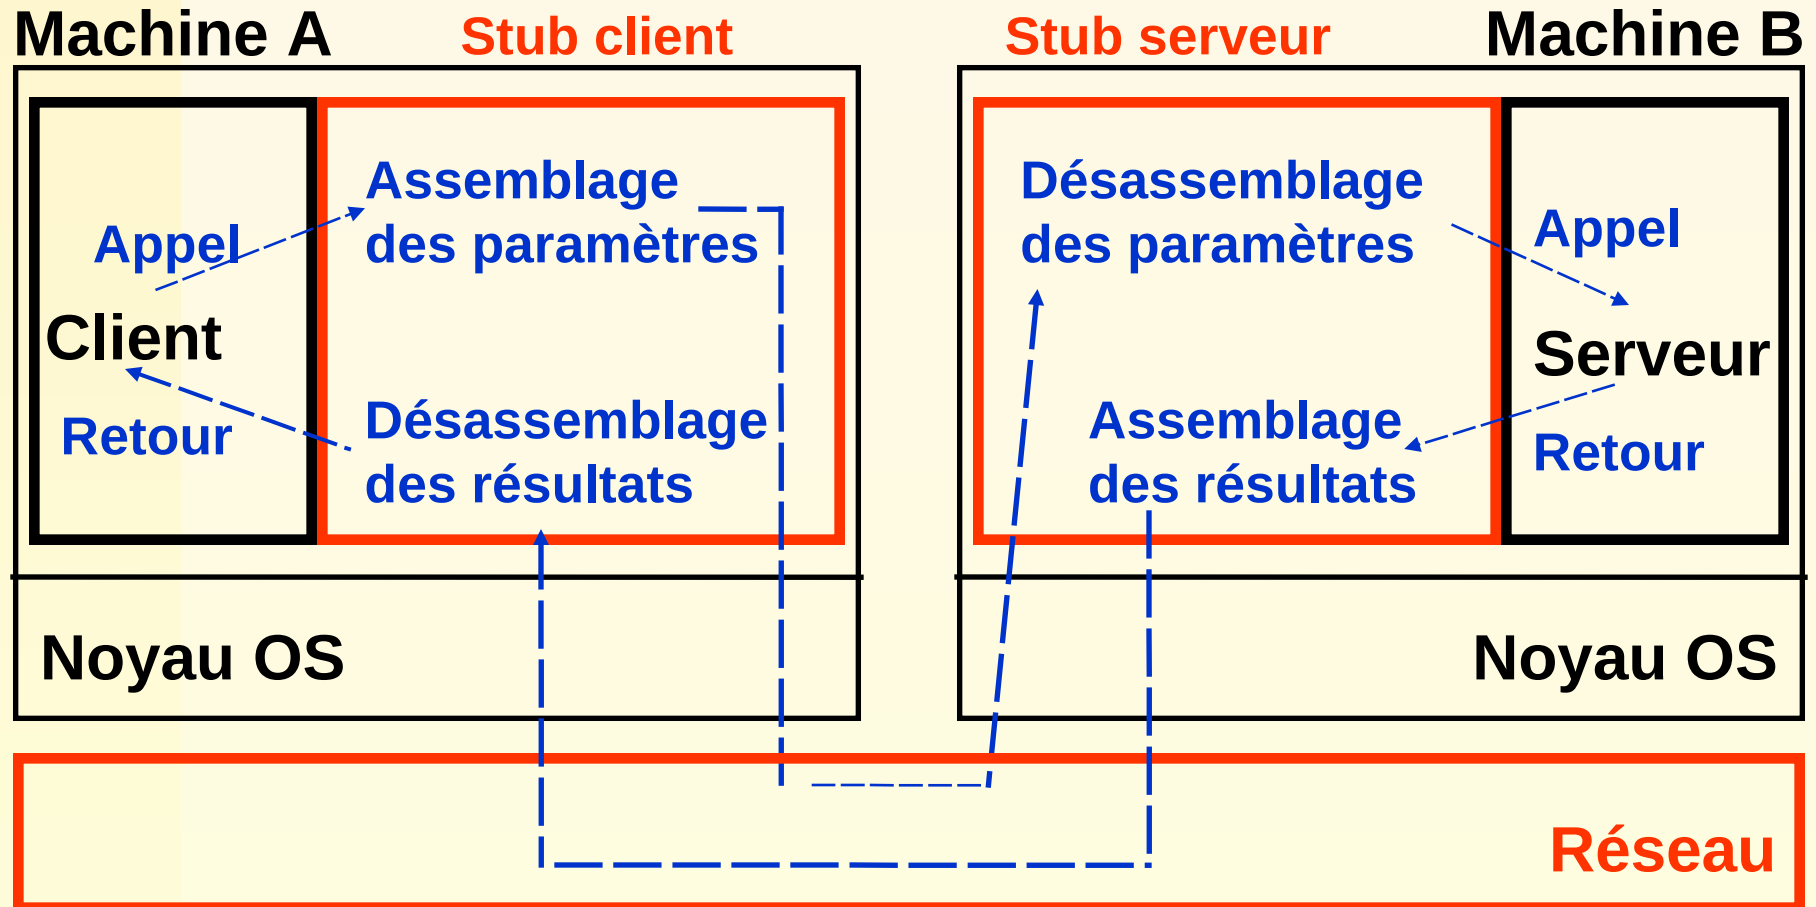 Machine A
Stub client
Stub serveur
Machine B
Assemblage
des paramètres
Appel
Client
Retour
Désassemblage
des résultats
Désassemblage
des paramètres
Appel
Serveur
Assemblage
des résultats
Retour
Noyau OS
Noyau OS
Réseau